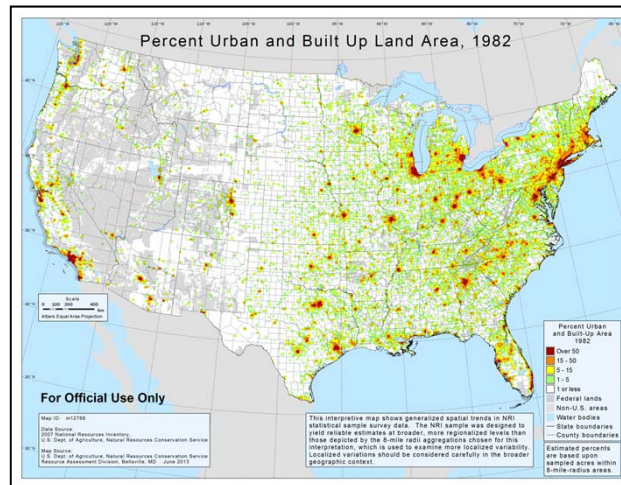 Percent Urban and Built Up Land Area, 1982
Scale
0 100 200 400
Km
Albers Equal Area Projection
For Official Use Only
Map ID: m12768
Data Source:
2007 National Resources Inventory
U.S. Dept. of Agriculture, Natural Resources Conservation Service
Map Source:
U.S. Dept. of Agriculture, Natural Resources Conservation Service
Resource Assessment Division, Beltsville, MD June 2013
This interpretive map shows generalized spatial trends in NRI
statistical sample survey data. The NRI sample was designed to
yield reliable estimates at broader, more regionalized levels than
those depicted by the 8-mile radi aggregations chosen for this
interpretation, which is used to examine more localized variability.
Localized variations should be considered carefully in the broader
geographic context.
Percent Urban
and Built-Up Area
1982
Over 50
15 - 50
5 - 15
1 - 5
1 or less
Federal lands
Non-U.S. areas
Water bodies
State boundaries
County boundaries
Estimated percents
are based upon
sampled acres within
8-mile-radius areas.